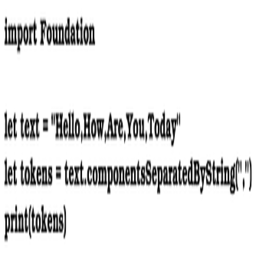 import Foundation
let text = "Hello,How,Are,You,Today"
let tokens = text.componentsSeparatedByString(",")
print(tokens)